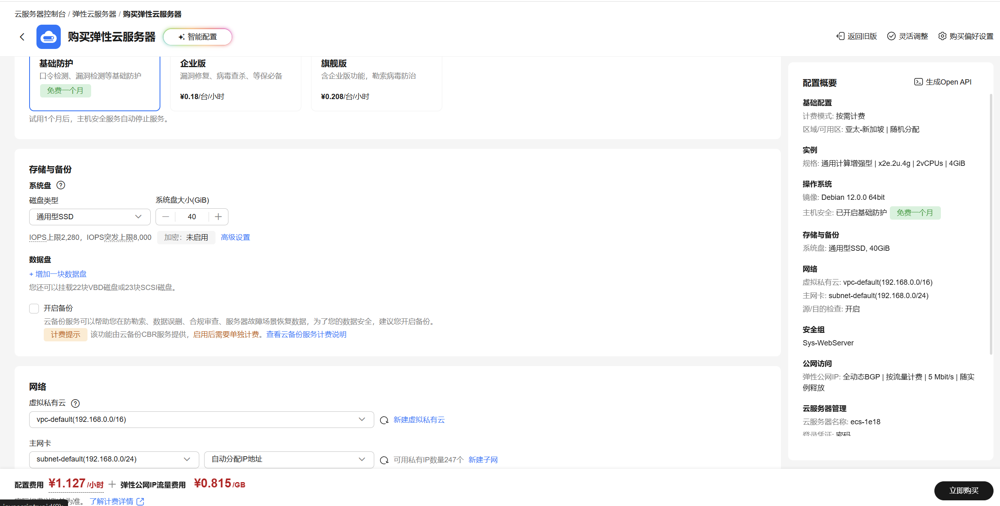 云服务器控制台 / 弹性云服务器 / 购买弹性云服务器
购买弹性云服务器
智能配置
返回旧版
灵活调整
购买偏好设置
基础防护
口令检测、漏洞检测等基础防护
免费一个月
企业版
漏洞修复、病毒查杀、等保必备
¥0.18/台/小时
旗舰版
含企业版功能，勒索病毒防治
¥0.208/台/小时
试用1个月后，主机安全服务自动停止服务。
存储与备份
系统盘
磁盘类型
系统盘大小(GiB)
通用型SSD
40
IOPS上限2,280，IOPS突发上限8,000
加密：未启用
高级设置
数据盘
+ 增加一块数据盘
您还可以挂载22块VBD磁盘或23块SCSI磁盘。
开启备份
云备份服务可以帮助您在防勒索、数据误删、合规审查、服务器故障场景恢复数据，为了您的数据安全，建议您开启备份。
计费提示 该功能由云备份CBR服务提供，启用后需要单独计费。查看云备份服务计费说明
网络
虚拟私有云
vpc-default(192.168.0.0/16)
新建虚拟私有云
主网卡
subnet-default(192.168.0.0/24)
自动分配IP地址
可用私有IP数量247个 新建子网
配置概要
生成Open API
基础配置
计费模式: 按需计费
区域/可用区: 亚太-新加坡 | 随机分配
实例
规格: 通用计算增强型 | x2e.2u.4g | 2vCPUs | 4GiB
操作系统
镜像: Debian 12.0.0 64bit
主机安全: 已开启基础防护 免费一个月
存储与备份
系统盘: 通用型SSD, 40GiB
网络
虚拟私有云: vpc-default(192.168.0.0/16)
主网卡: subnet-default(192.168.0.0/24)
源/目的检查: 开启
安全组
Sys-WebServer
公网访问
弹性公网IP: 全动态BGP | 按流量计费 | 5 Mbit/s | 随实
例释放
云服务器管理
云服务器名称: ecs-1e18
登录凭证: 密码
配置费用 ¥1.127/小时 + 弹性公网IP流量费用 ¥0.815/GB
为准。 了解计费详情
立即购买